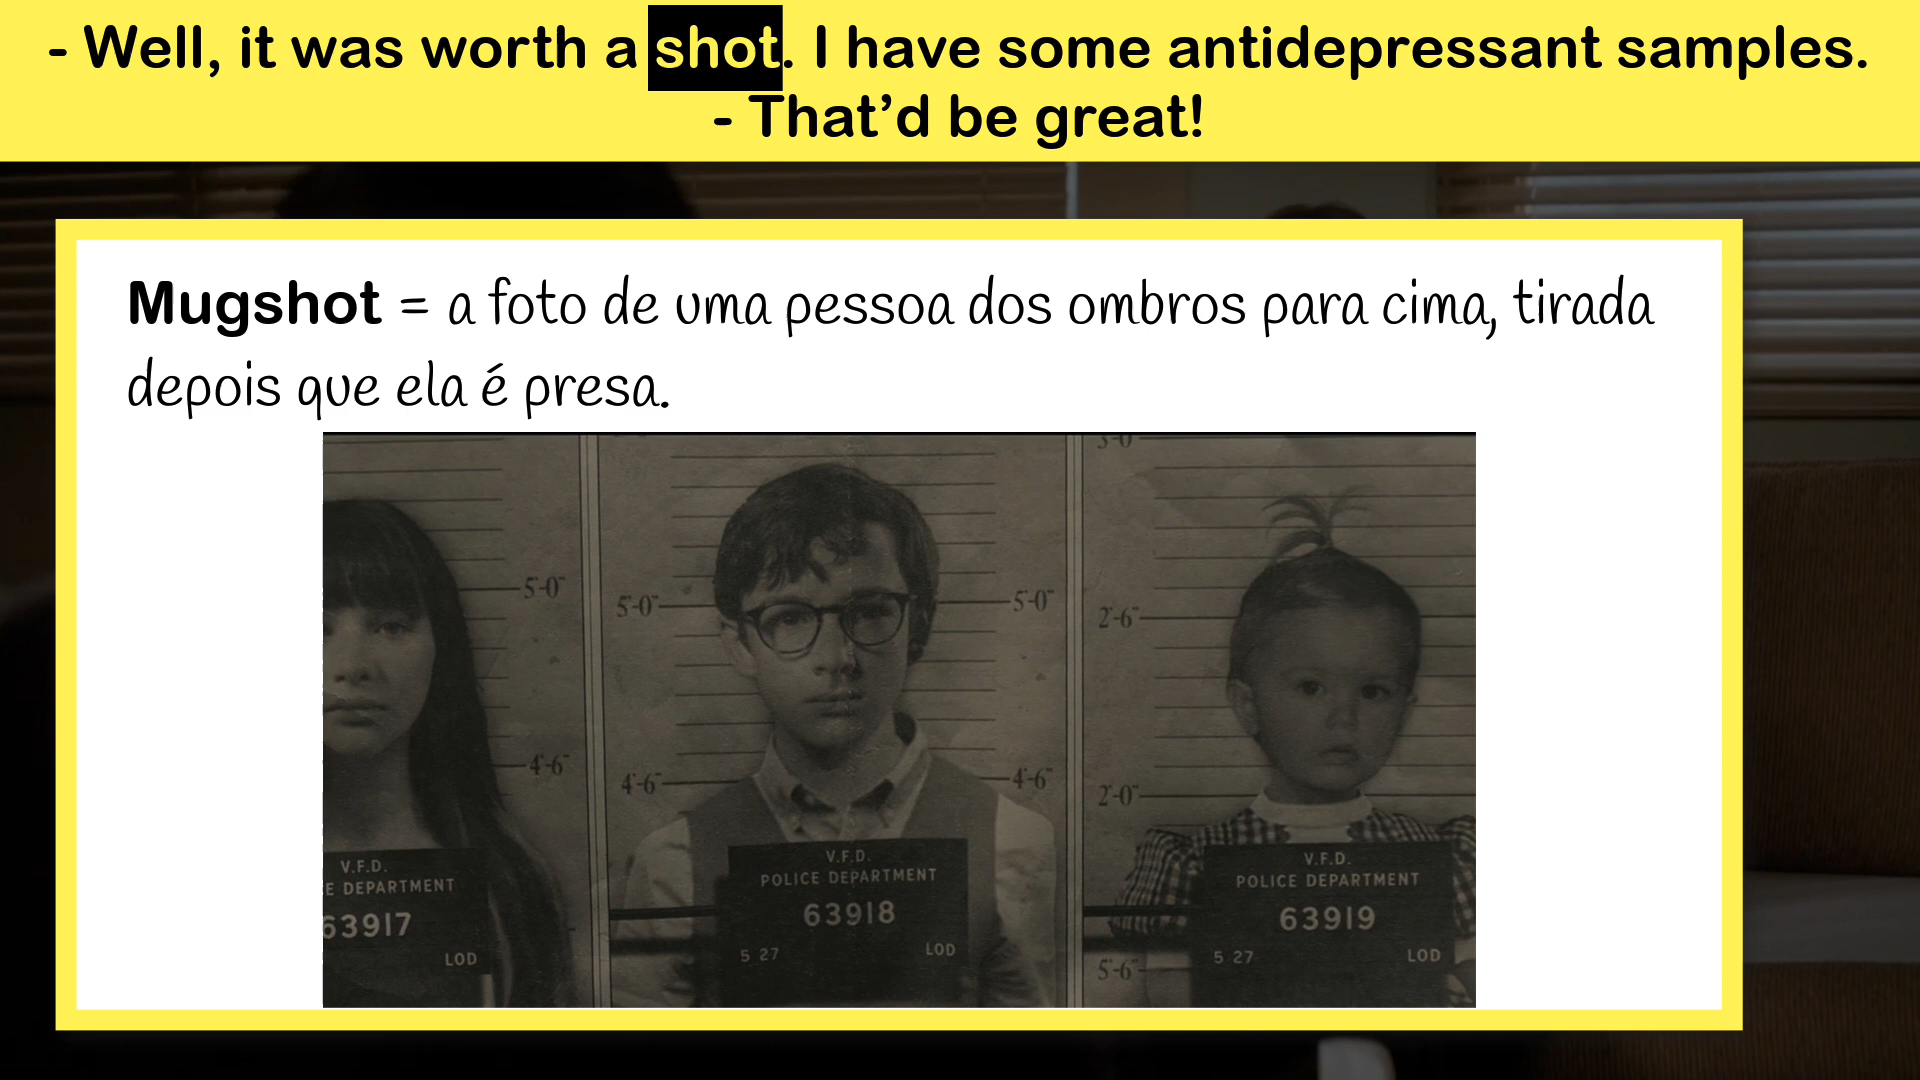 - Well, it was worth a shot. I have some antidepressant samples.
- That’d be great!
Mugshot = a foto de uma pessoa dos ombros para cima, tirada
depois que ela é presa.
5'-0"
4'-6"
V.F.D.
E DEPARTMENT
63917
LOD
5'-0"
5'-0"
4'-6"
4'-6"
V.F.D.
POLICE DEPARTMENT
63918
5 27
LOD
3'-0"
2'-6"
2'-0"
V.F.D.
POLICE DEPARTMENT
63919
5 27
LOD
5'-6"